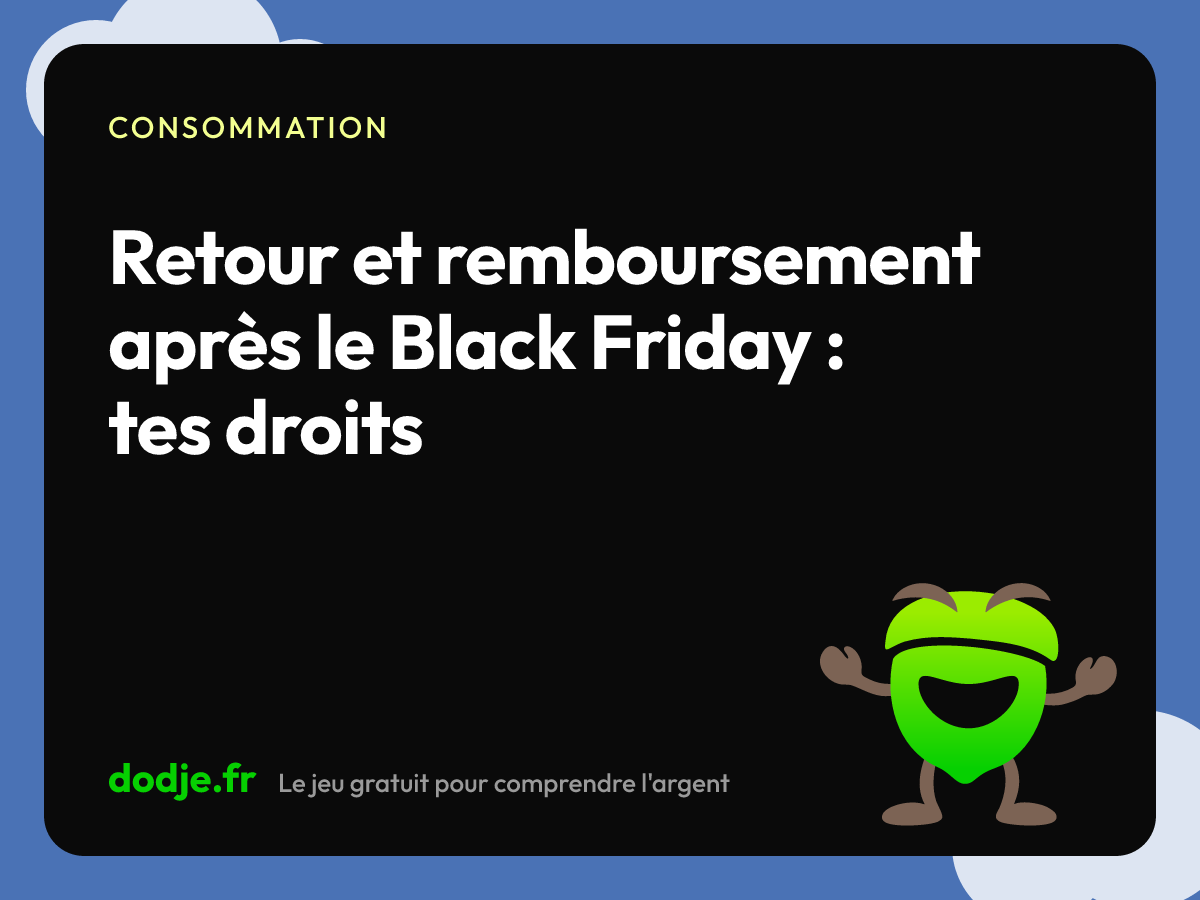 CONSOMMATION
Retour et remboursement
après le Black Friday :
tes droits
dodje.fr Le jeu gratuit pour comprendre l'argent